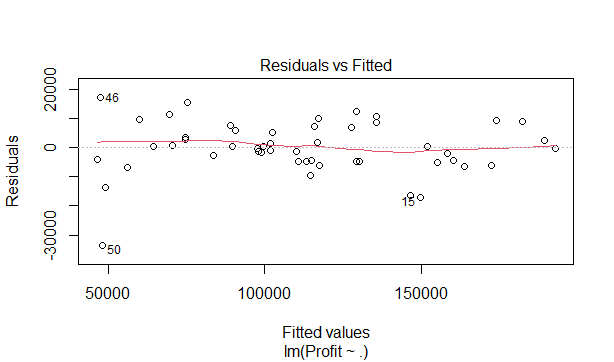 Residuals vs Fitted
Residuals
20000
0
-30000
46
50
15
50000 100000 150000
Fitted values
lm(Profit ~ .)